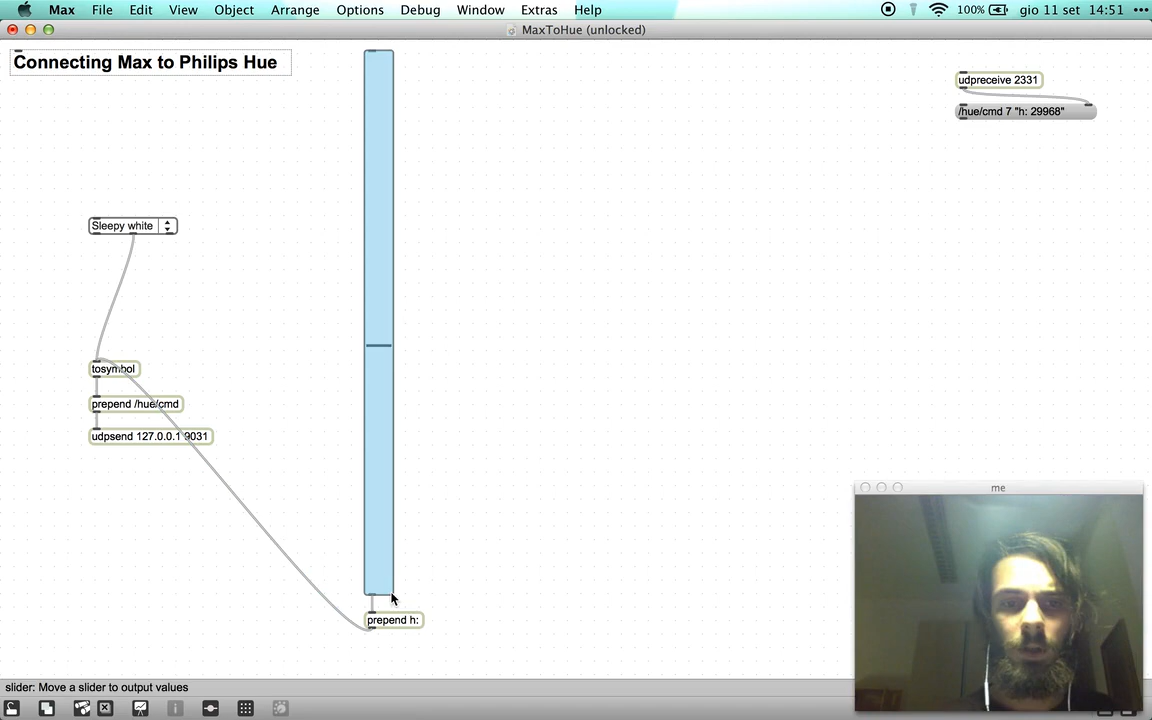 Max File Edit View Object Arrange Options Debug Window Extras Help 100% gio 11 set 14:51
MaxToHue (unlocked)
Connecting Max to Philips Hue
udpreceive 2331
/hue/cmd 7 "h: 29968"
Sleepy white
tosymbol
prepend /hue/cmd
udpsend 127.0.0.1 9031
me
prepend h:
slider: Move a slider to output values